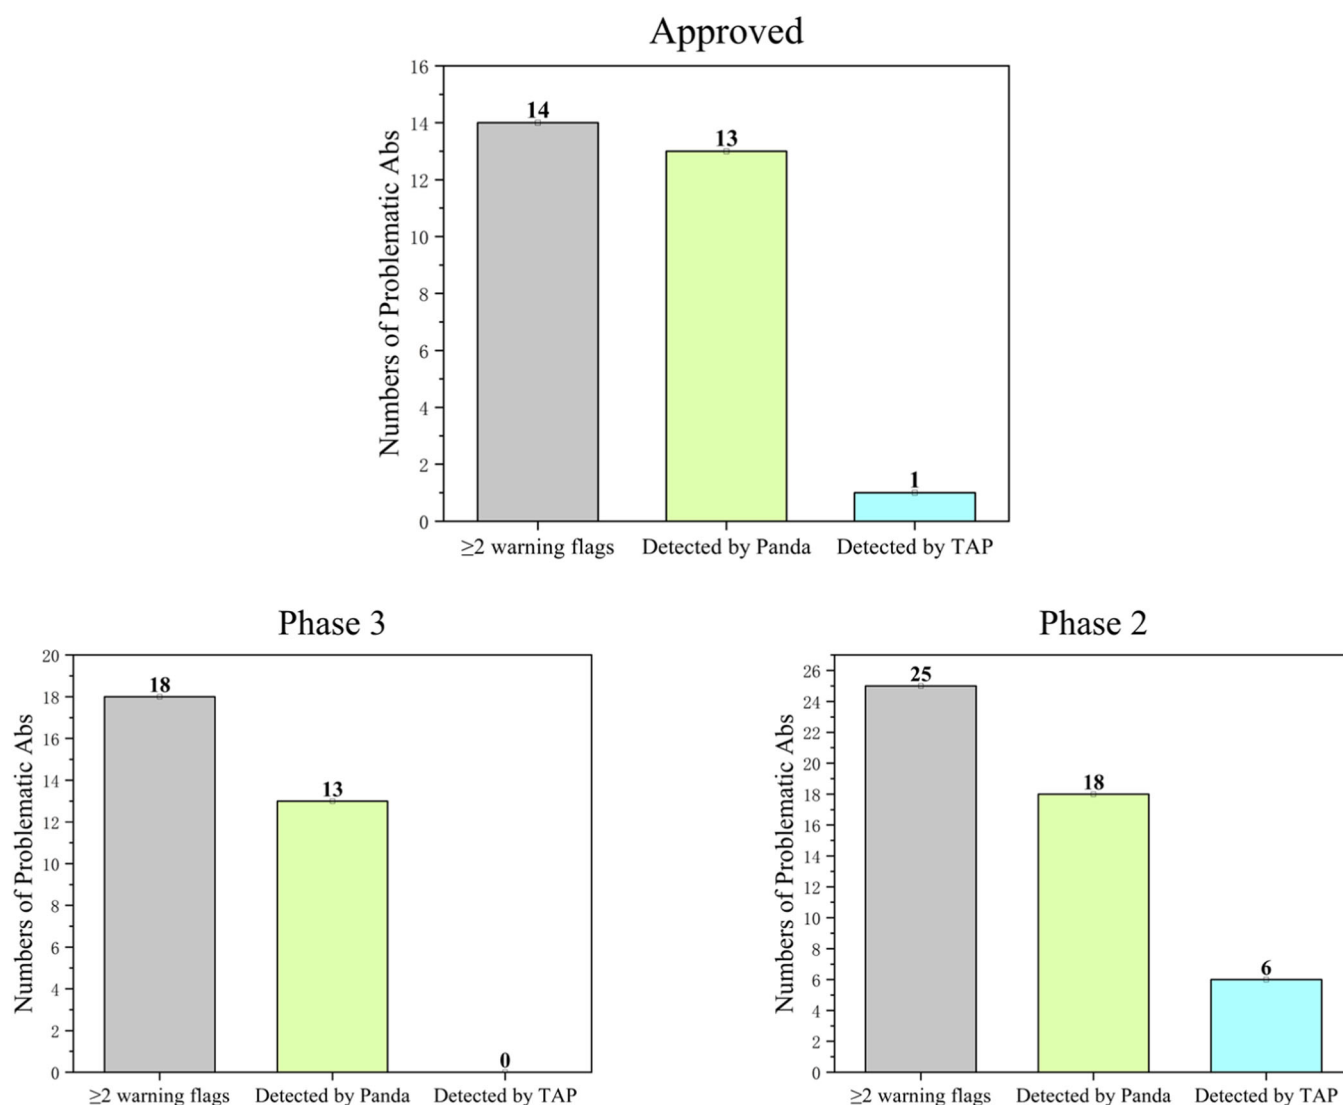 Approved
Numbers of Problematic Abs
16
14
12
10
8
6
4
2
0
14
13
1
≥2 warning flags
Detected by Panda
Detected by TAP
Phase 3
Numbers of Problematic Abs
20
18
16
14
12
10
8
6
4
2
0
18
13
0
≥2 warning flags
Detected by Panda
Detected by TAP
Phase 2
Numbers of Problematic Abs
26
24
22
20
18
16
14
12
10
8
6
4
2
0
25
18
6
≥2 warning flags
Detected by Panda
Detected by TAP